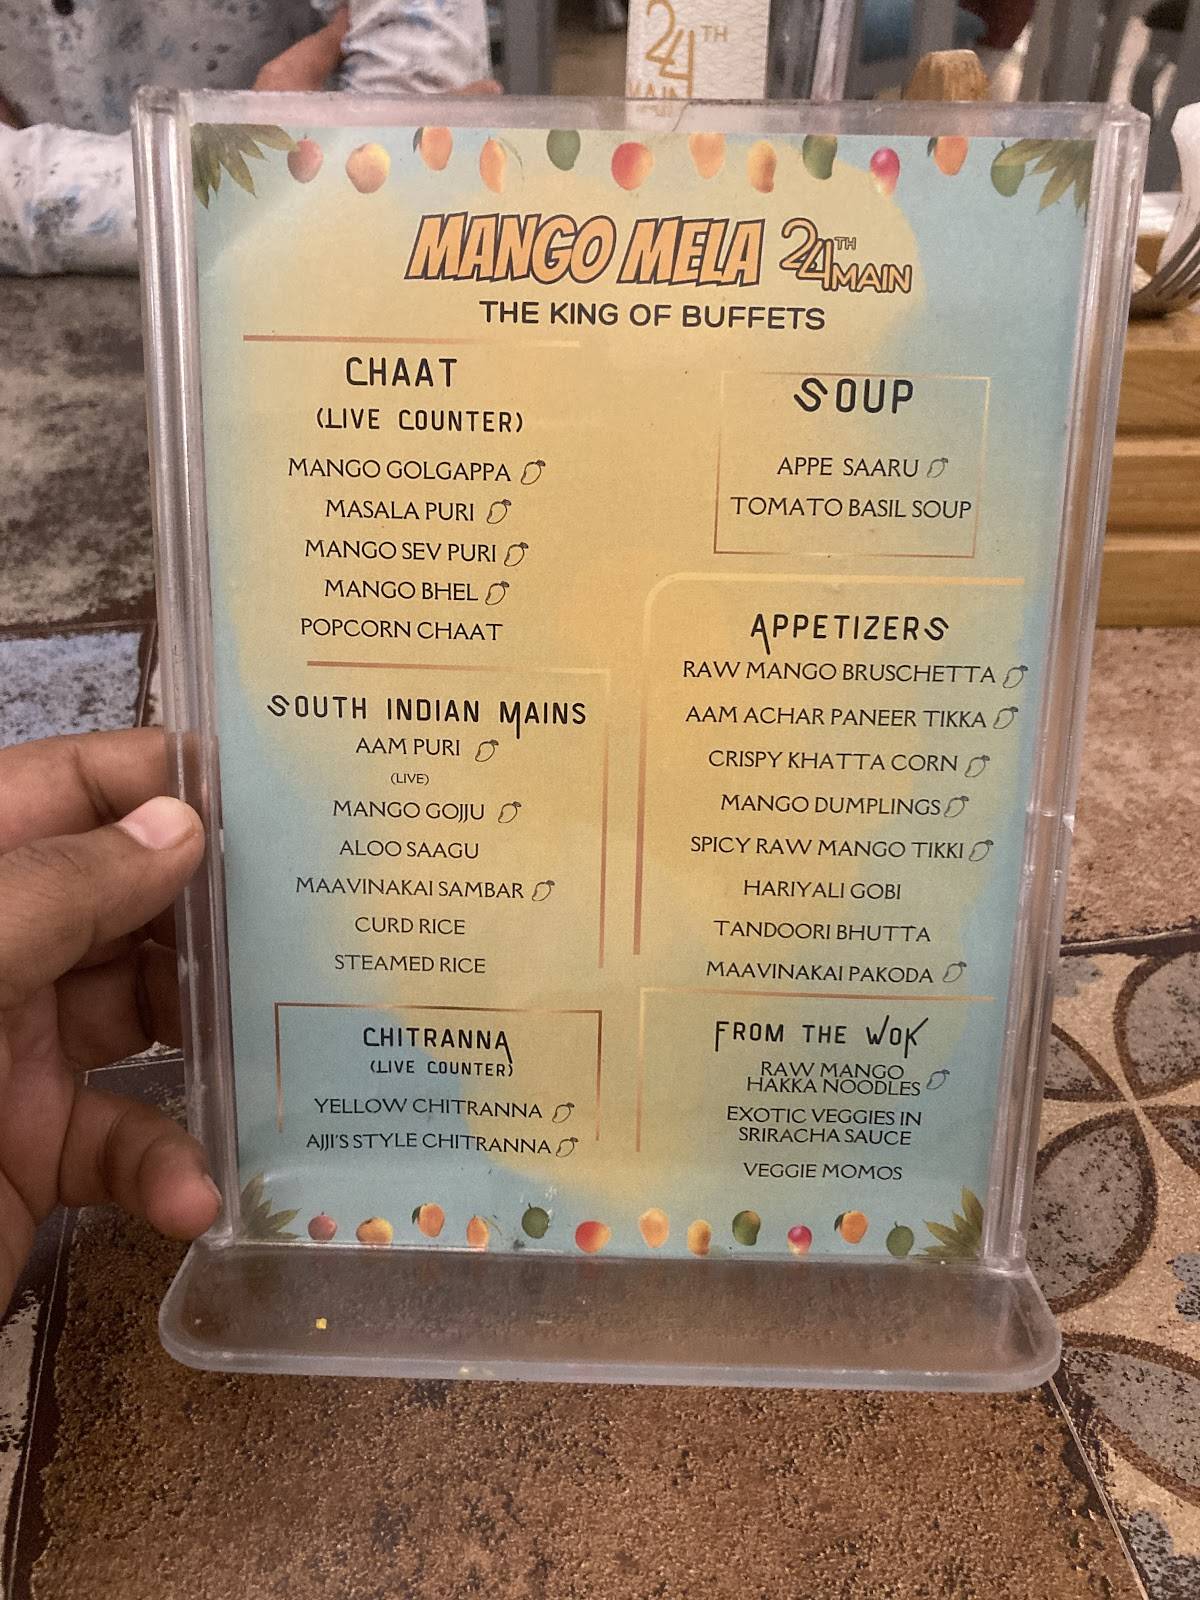 24TH
MAIN
MANGO MELA 24TH MAIN
THE KING OF BUFFETS
CHAAT
(LIVE COUNTER)
MANGO GOLGAPPA
MASALA PURI
MANGO SEV PURI
MANGO BHEL
POPCORN CHAAT
SOUTH INDIAN MAINS
AAM PURI
(LIVE)
MANGO GOJJU
ALOO SAAGU
MAAVINAKAI SAMBAR
CURD RICE
STEAMED RICE
CHITRANNA
(LIVE COUNTER)
YELLOW CHITRANNA
AJJI'S STYLE CHITRANNA
SOUP
APPE SAARU
TOMATO BASIL SOUP
APPETIZERS
RAW MANGO BRUSCHETTA
AAM ACHAR PANEER TIKKA
CRISPY KHATTA CORN
MANGO DUMPLINGS
SPICY RAW MANGO TIKKI
HARIYALI GOBI
TANDOORI BHUTTA
MAAVINAKAI PAKODA
FROM THE WOK
RAW MANGO
HAKKA NOODLES
EXOTIC VEGGIES IN
SRIRACHA SAUCE
VEGGIE MOMOS